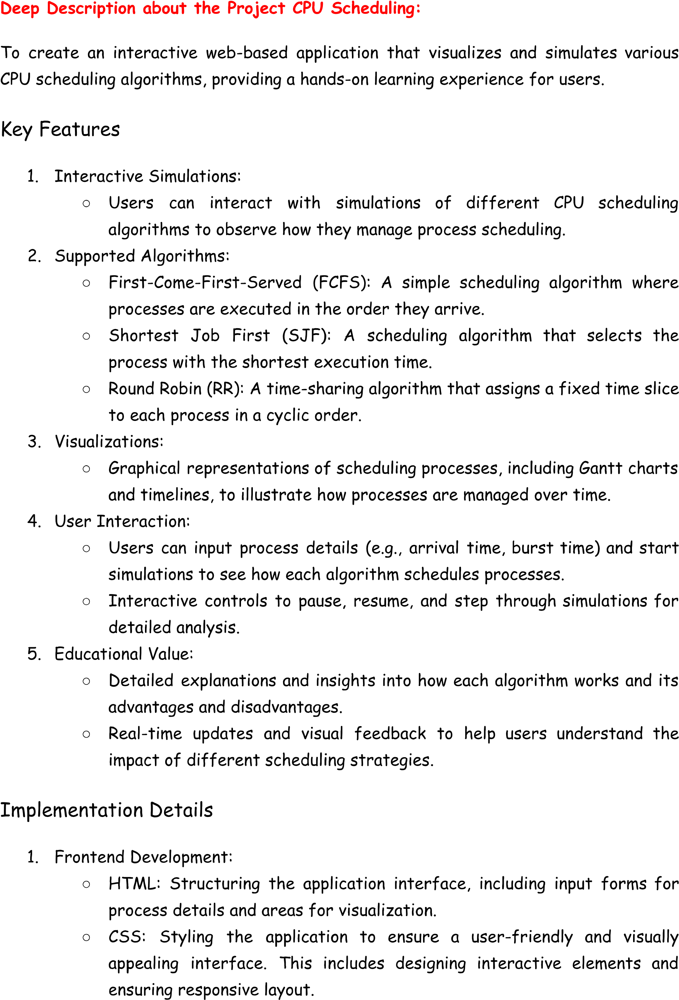 Deep Description about the Project CPU Scheduling:
To create an interactive web-based application that visualizes and simulates various
CPU scheduling algorithms, providing a hands-on learning experience for users.
Key Features
1. Interactive Simulations:
○ Users can interact with simulations of different CPU scheduling
algorithms to observe how they manage process scheduling.
2. Supported Algorithms:
○ First-Come-First-Served (FCFS): A simple scheduling algorithm where
processes are executed in the order they arrive.
○ Shortest Job First (SJF): A scheduling algorithm that selects the
process with the shortest execution time.
○ Round Robin (RR): A time-sharing algorithm that assigns a fixed time slice
to each process in a cyclic order.
3. Visualizations:
○ Graphical representations of scheduling processes, including Gantt charts
and timelines, to illustrate how processes are managed over time.
4. User Interaction:
○ Users can input process details (e.g., arrival time, burst time) and start
simulations to see how each algorithm schedules processes.
○ Interactive controls to pause, resume, and step through simulations for
detailed analysis.
5. Educational Value:
○ Detailed explanations and insights into how each algorithm works and its
advantages and disadvantages.
○ Real-time updates and visual feedback to help users understand the
impact of different scheduling strategies.
Implementation Details
1. Frontend Development:
○ HTML: Structuring the application interface, including input forms for
process details and areas for visualization.
○ CSS: Styling the application to ensure a user-friendly and visually
appealing interface. This includes designing interactive elements and
ensuring responsive layout.